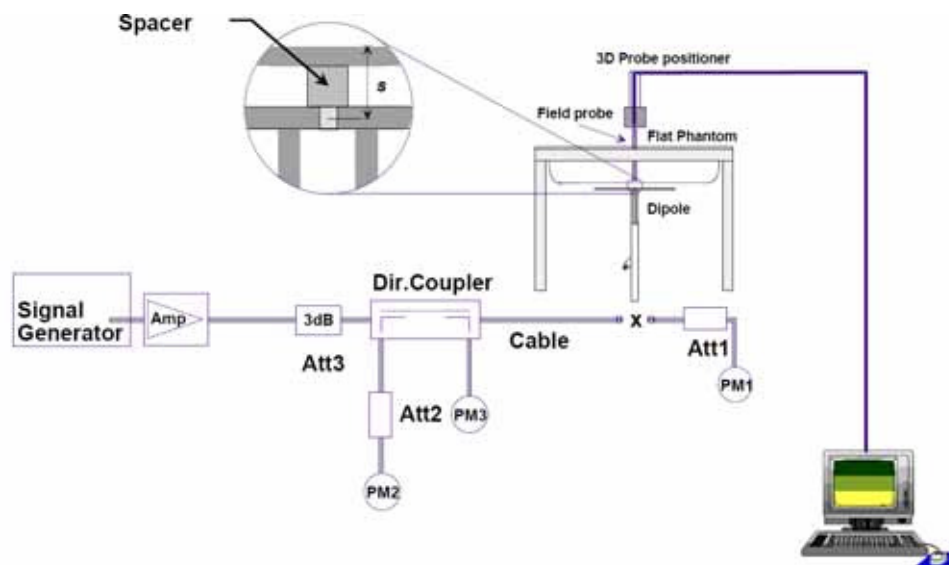 Spacer
s
3D Probe positioner
Field probe
Flat Phantom
Dipole
Signal
Generator
Amp
3dB
Att3
Dir.Coupler
Cable
x
Att1
PM1
Att2
PM3
PM2